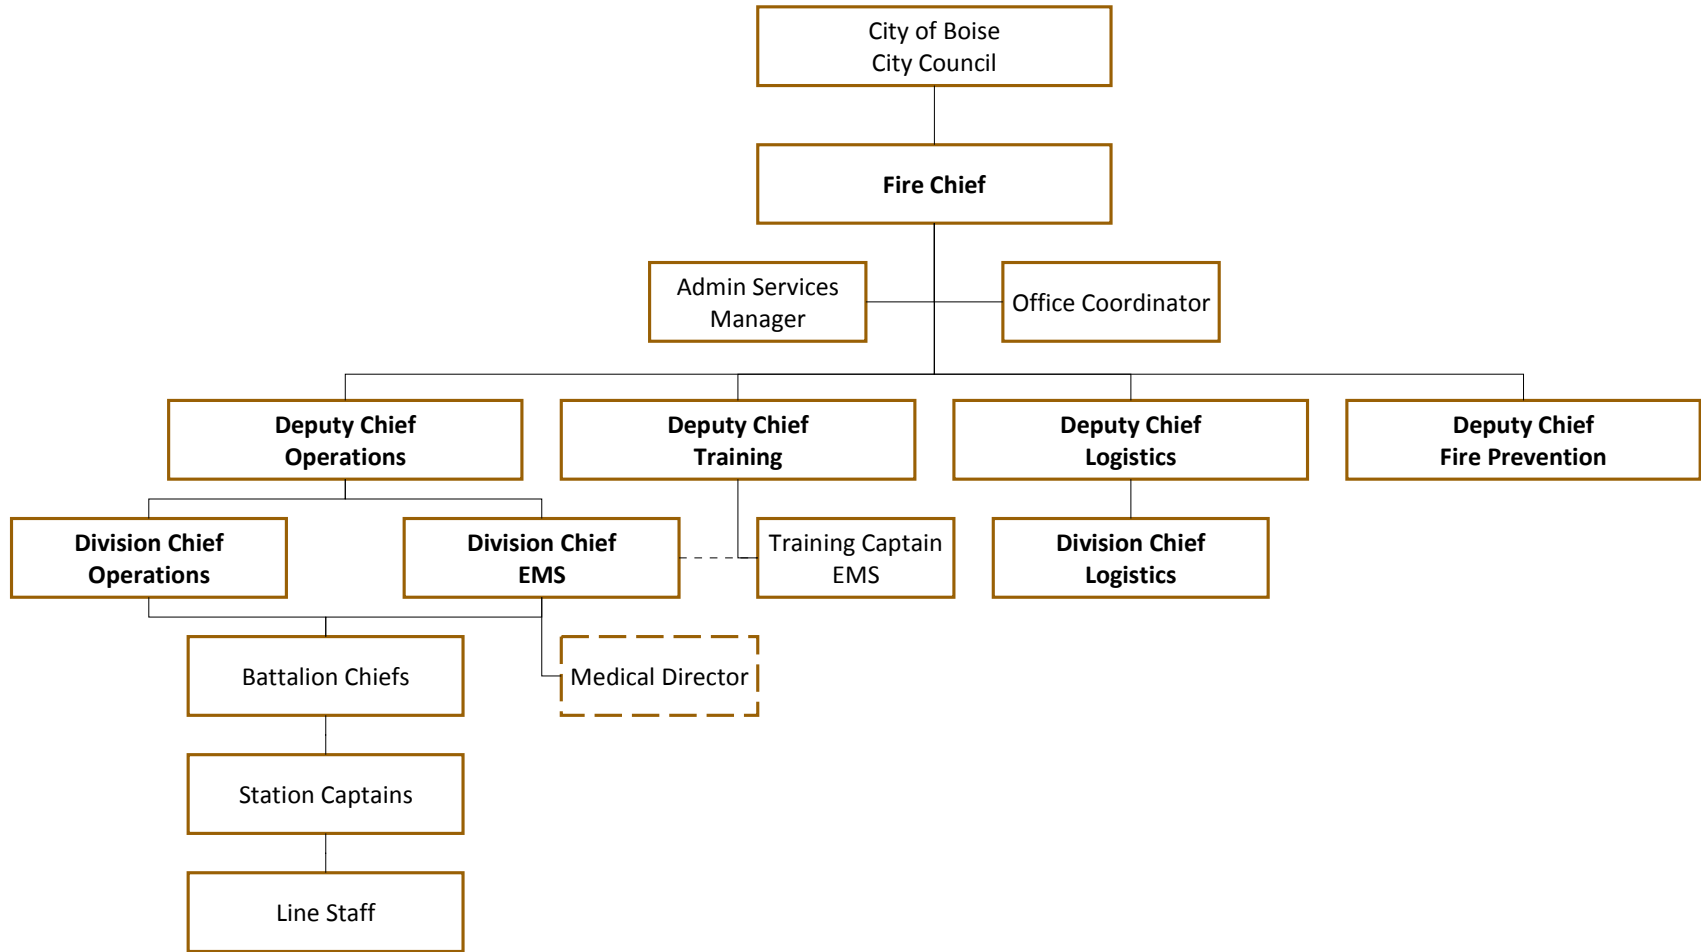 City of Boise
City Council
Fire Chief
Admin Services
Manager
Office Coordinator
Deputy Chief
Operations
Deputy Chief
Training
Deputy Chief
Logistics
Deputy Chief
Fire Prevention
Division Chief
Operations
Division Chief
EMS
Training Captain
EMS
Division Chief
Logistics
Battalion Chiefs
Medical Director
Station Captains
Line Staff